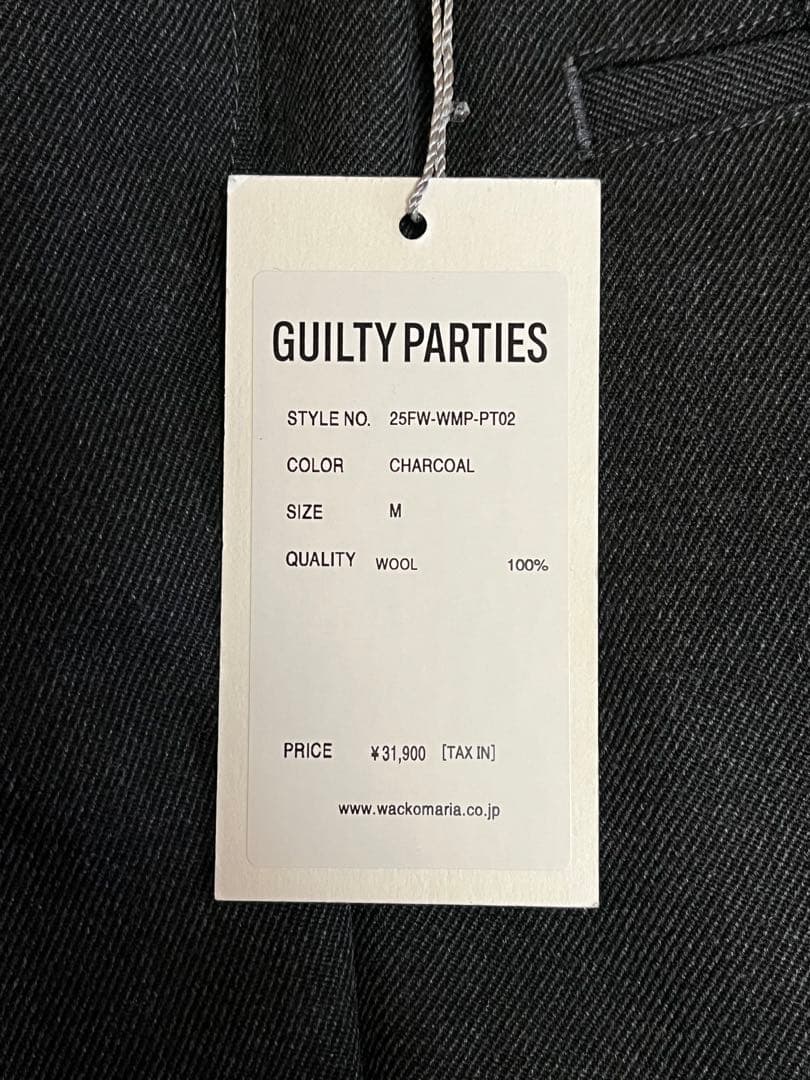 GUILTY PARTIES
STYLE NO. 25FW-WMP-PT02
COLOR CHARCOAL
SIZE M
QUALITY WOOL 100%
PRICE ¥31,900 [TAX IN]
www.wackomaria.co.jp